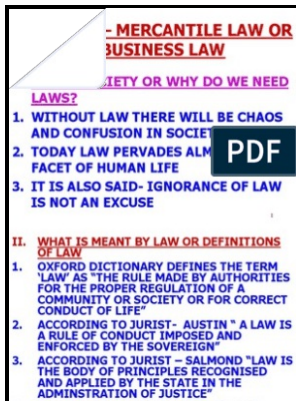 - MERCANTILE LAW OR
BUSINESS LAW
SOCIETY OR WHY DO WE NEED
LAWS?
1. WITHOUT LAW THERE WILL BE CHAOS
AND CONFUSION IN SOCIET
2. TODAY LAW PERVADES ALM
FACET OF HUMAN LIFE
PDF
3. IT IS ALSO SAID- IGNORANCE OF LAW
IS NOT AN EXCUSE
II. WHAT IS MEANT BY LAW OR DEFINITIONS
OF LAW
1. OXFORD DICTIONARY DEFINES THE TERM
'LAW' AS "THE RULE MADE BY AUTHORITIES
FOR THE PROPER REGULATION OF A
COMMUNITY OR SOCIETY OR FOR CORRECT
CONDUCT OF LIFE"
2. ACCORDING TO JURIST- AUSTIN " A LAW IS
A RULE OF CONDUCT IMPOSED AND
ENFORCED BY THE SOVEREIGN"
3. ACCORDING TO JURIST – SALMOND "LAW IS
THE BODY OF PRINCIPLES RECOGNISED
AND APPLIED BY THE STATE IN THE
ADMINSTRATION OF JUSTICE"